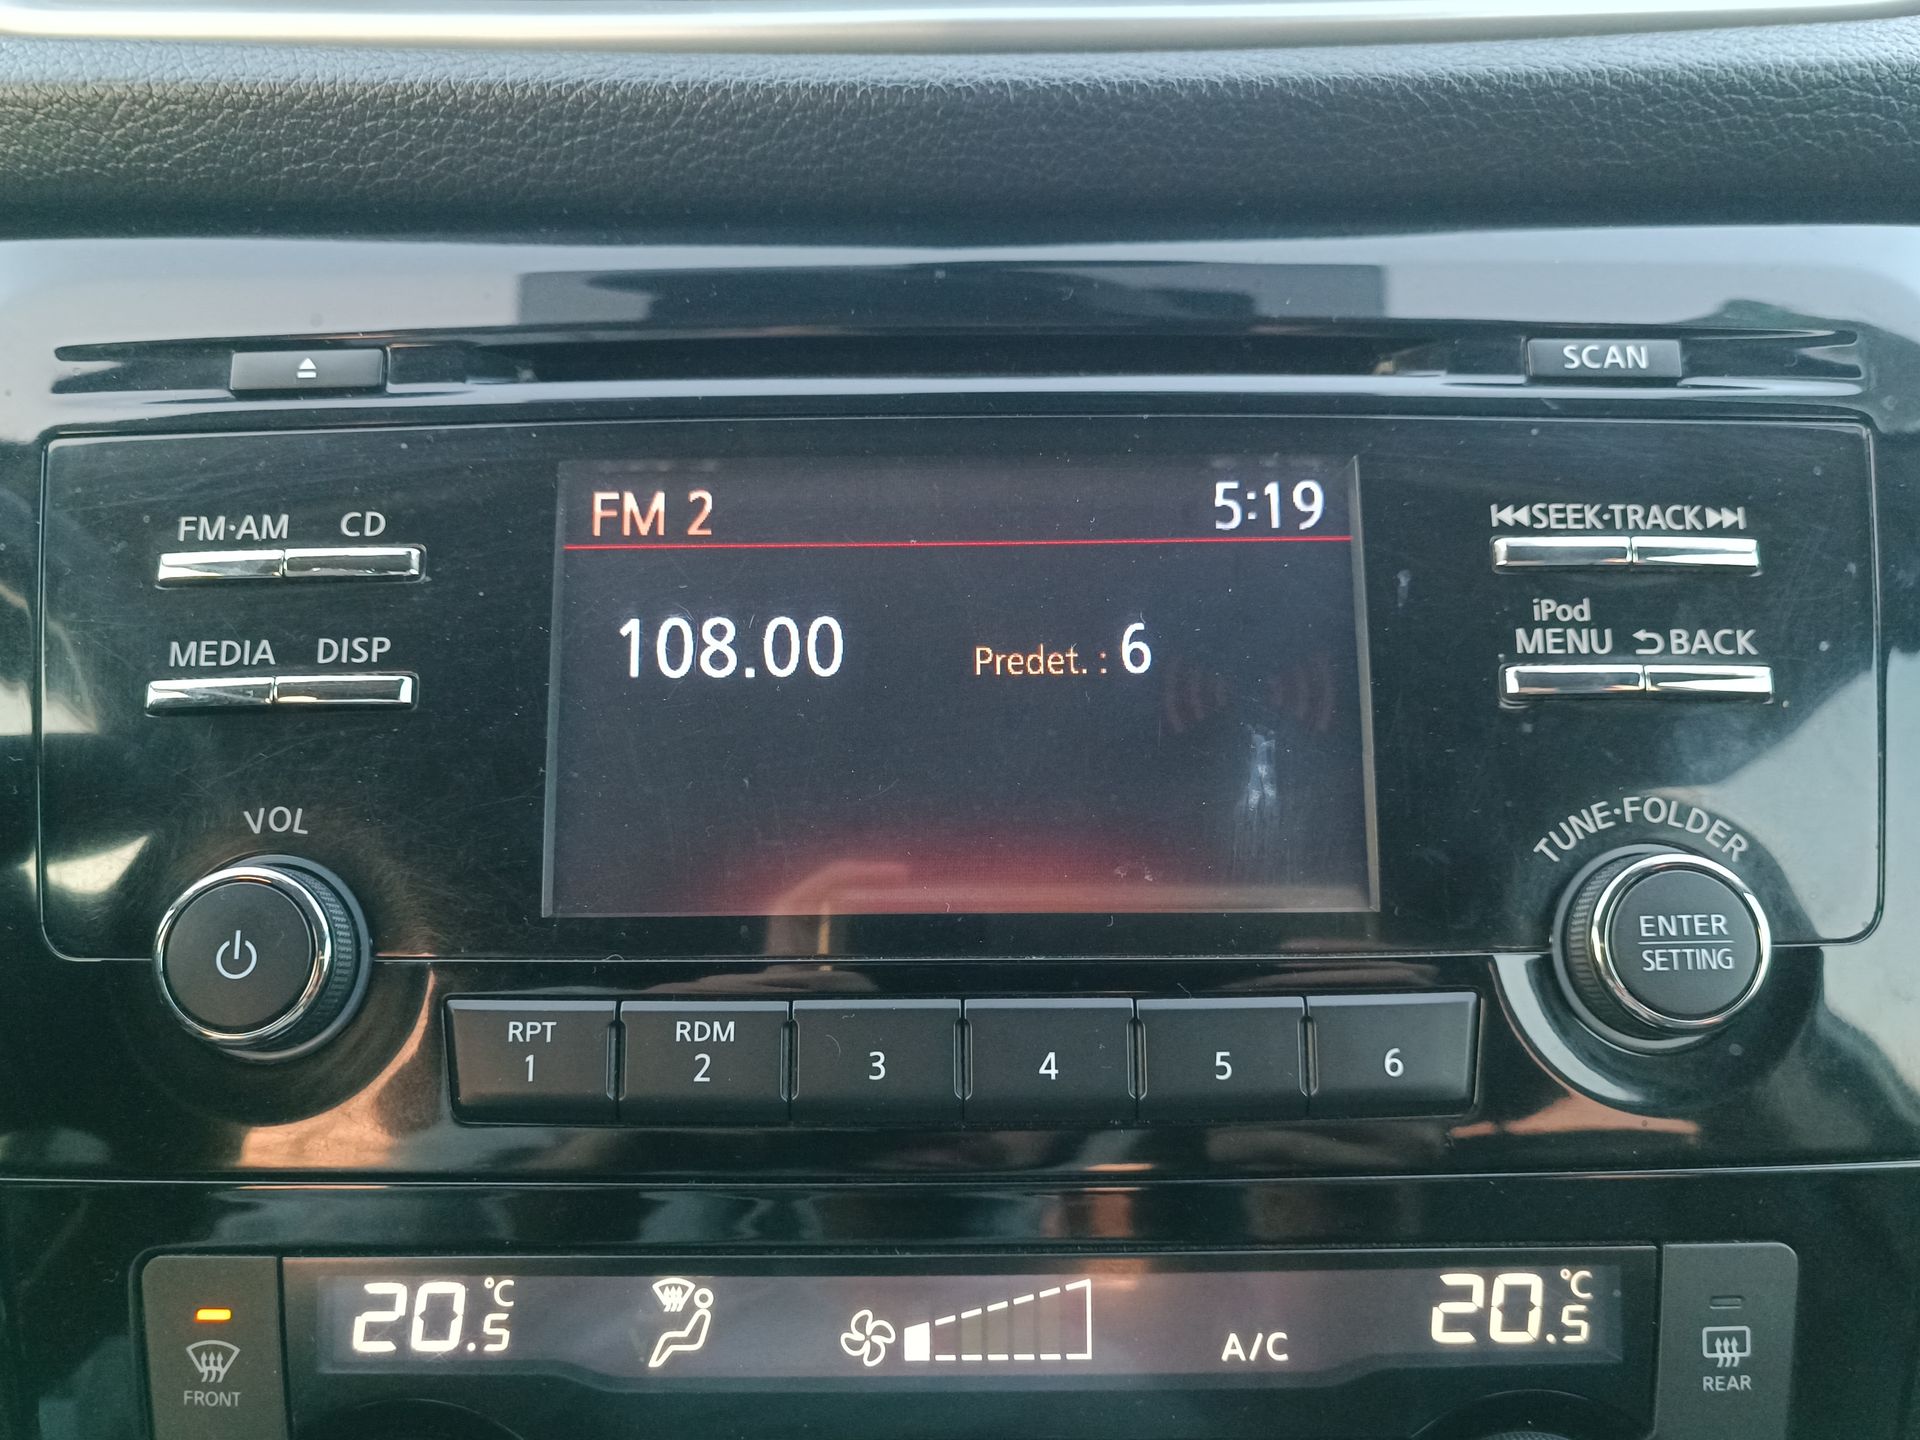 SCAN
FM·AM CD
FM 2 5:19
SEEK·TRACK
iPod
MENU BACK
MEDIA DISP
108.00 Predet. : 6
VOL
TUNE·FOLDER
ENTER
SETTING
RPT RDM
1 2 3 4 5 6
20.5 °C A/C 20.5 °C
FRONT REAR